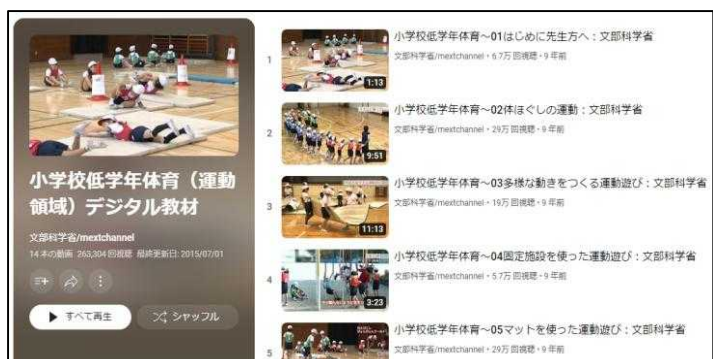 小学校低学年体育（運動
領域）デジタル教材
文部科学省/mextchannel
14 本の動画 263,304 回視聴 最終更新日: 2015/07/01
すべて再生
シャッフル
1
1:13
小学校低学年体育～01はじめに先生方へ：文部科学省
文部科学省/mextchannel・6.7万 回視聴・9 年前
2
9:51
小学校低学年体育～02体ほぐしの運動：文部科学省
文部科学省/mextchannel・29万 回視聴・9 年前
3
11:13
小学校低学年体育～03多様な動きをつくる運動遊び：文部科学省
文部科学省/mextchannel・19万 回視聴・9 年前
4
3:23
小学校低学年体育～04固定施設を使った運動遊び：文部科学省
文部科学省/mextchannel・5.7万 回視聴・9 年前
5
小学校低学年体育～05マットを使った運動遊び：文部科学省
文部科学省/mextchannel・29万 回視聴・9 年前